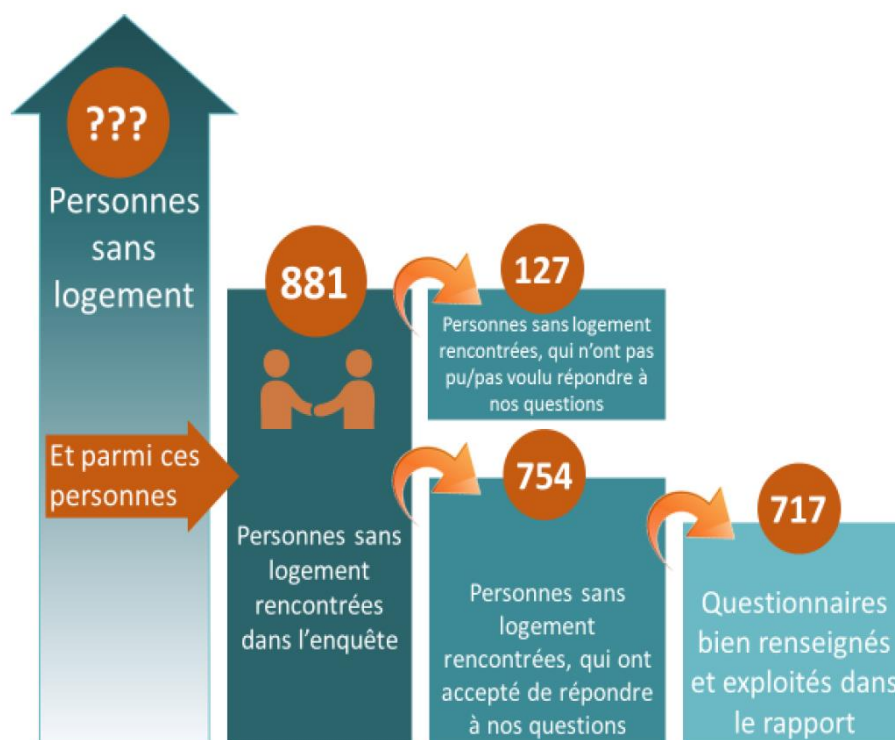 ???
Personnes
sans
logement
Et parmi ces
personnes
881
Personnes sans
logement
rencontrées
dans l'enquête
127
Personnes sans logement
rencontrées, qui n'ont pas
pu/pas voulu répondre à
nos questions
754
Personnes sans
logement
rencontrées, qui ont
accepté de répondre
à nos questions
717
Questionnaires
bien renseignés
et exploités dans
le rapport